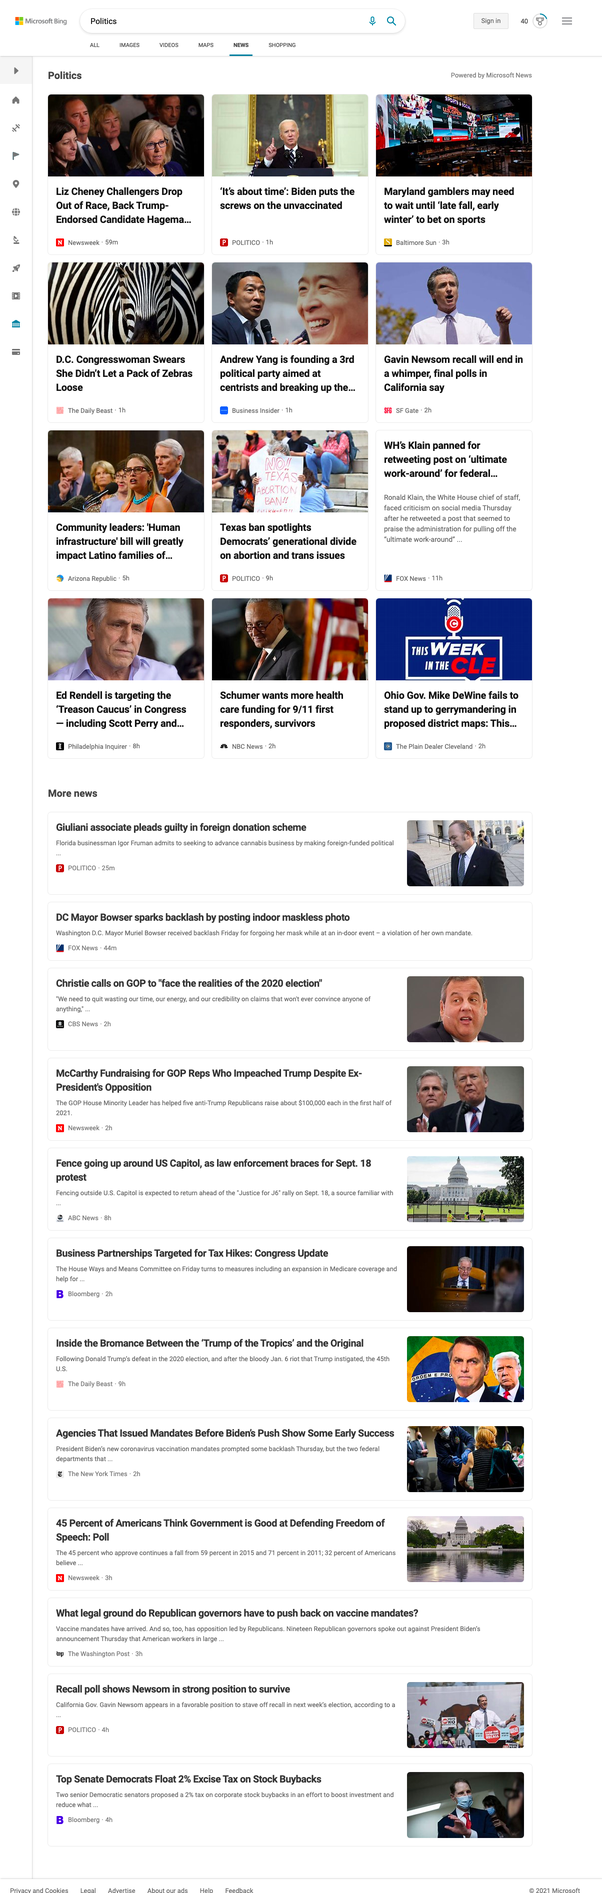 Microsoft Bing
Politics
Sign in
40
ALL IMAGES VIDEOS MAPS NEWS SHOPPING
Politics
Powered by Microsoft News
Liz Cheney Challengers Drop
Out of Race, Back Trump-
Endorsed Candidate Hagema...
Newsweek · 59m
'It's about time': Biden puts the
screws on the unvaccinated
POLITICO · 1h
Maryland gamblers may need
to wait until 'late fall, early
winter' to bet on sports
Baltimore Sun · 3h
D.C. Congresswoman Swears
She Didn't Let a Pack of Zebras
Loose
The Daily Beast · 1h
Andrew Yang is founding a 3rd
political party aimed at
centrists and breaking up the...
Business Insider · 1h
Gavin Newsom recall will end in
a whimper, final polls in
California say
SF Gate · 2h
Community leaders: 'Human
infrastructure' bill will greatly
impact Latino families of...
Arizona Republic · 5h
NO!!
TEXAS
ABORTION
BAN!!
Texas ban spotlights
Democrats' generational divide
on abortion and trans issues
POLITICO · 9h
WH's Klain panned for
retweeting post on 'ultimate
work-around' for federal...
Ronald Klain, the White House chief of staff,
faced criticism on social media Thursday
after he retweeted a post that seemed to
praise the administration for pulling off the
"ultimate work-around" ...
FOX News · 11h
Ed Rendell is targeting the
'Treason Caucus' in Congress
— including Scott Perry and...
Philadelphia Inquirer · 8h
Schumer wants more health
care funding for 9/11 first
responders, survivors
NBC News · 2h
THIS WEEK
IN THE CLE
Ohio Gov. Mike DeWine fails to
stand up to gerrymandering in
proposed district maps: This...
The Plain Dealer Cleveland · 2h
More news
Giuliani associate pleads guilty in foreign donation scheme
Florida businessman Igor Fruman admits to seeking to advance cannabis business by making foreign-funded political
...
POLITICO · 25m
DC Mayor Bowser sparks backlash by posting indoor maskless photo
Washington D.C. Mayor Muriel Bowser received backlash Friday for forgoing her mask while at an in-door event – a violation of her own mandate.
FOX News · 44m
Christie calls on GOP to "face the realities of the 2020 election"
"We need to quit wasting our time, our energy, and our credibility on claims that won't ever convince anyone of
anything," ...
CBS News · 2h
McCarthy Fundraising for GOP Reps Who Impeached Trump Despite Ex-
President's Opposition
The GOP House Minority Leader has helped five anti-Trump Republicans raise about $100,000 each in the first half of
2021.
Newsweek · 2h
Fence going up around US Capitol, as law enforcement braces for Sept. 18
protest
Fencing outside U.S. Capitol is expected to return ahead of the "Justice for J6" rally on Sept. 18, a source familiar with
...
ABC News · 8h
Business Partnerships Targeted for Tax Hikes: Congress Update
The House Ways and Means Committee on Friday turns to measures including an expansion in Medicare coverage and
help for ...
Bloomberg · 2h
Inside the Bromance Between the 'Trump of the Tropics' and the Original
Following Donald Trump's defeat in the 2020 election, and after the bloody Jan. 6 riot that Trump instigated, the 45th
U.S.
The Daily Beast · 9h
Agencies That Issued Mandates Before Biden's Push Show Some Early Success
President Biden's new coronavirus vaccination mandates prompted some backlash Thursday, but the two federal
departments that ...
The New York Times · 2h
45 Percent of Americans Think Government is Good at Defending Freedom of
Speech: Poll
The 45 percent who approve continues a fall from 59 percent in 2015 and 71 percent in 2011; 32 percent of Americans
believe ...
Newsweek · 3h
What legal ground do Republican governors have to push back on vaccine mandates?
Vaccine mandates have arrived. And so, too, has opposition led by Republicans. Nineteen Republican governors spoke out against President Biden's
announcement Thursday that American workers in large ...
The Washington Post · 3h
Recall poll shows Newsom in strong position to survive
California Gov. Gavin Newsom appears in a favorable position to stave off recall in next week's election, according to a
...
POLITICO · 4h
Top Senate Democrats Float 2% Excise Tax on Stock Buybacks
Two senior Democratic senators proposed a 2% tax on corporate stock buybacks in an effort to boost investment and
reduce what ...
Bloomberg · 4h
Privacy and Cookies Legal Advertise About our ads Help Feedback
© 2021 Microsoft